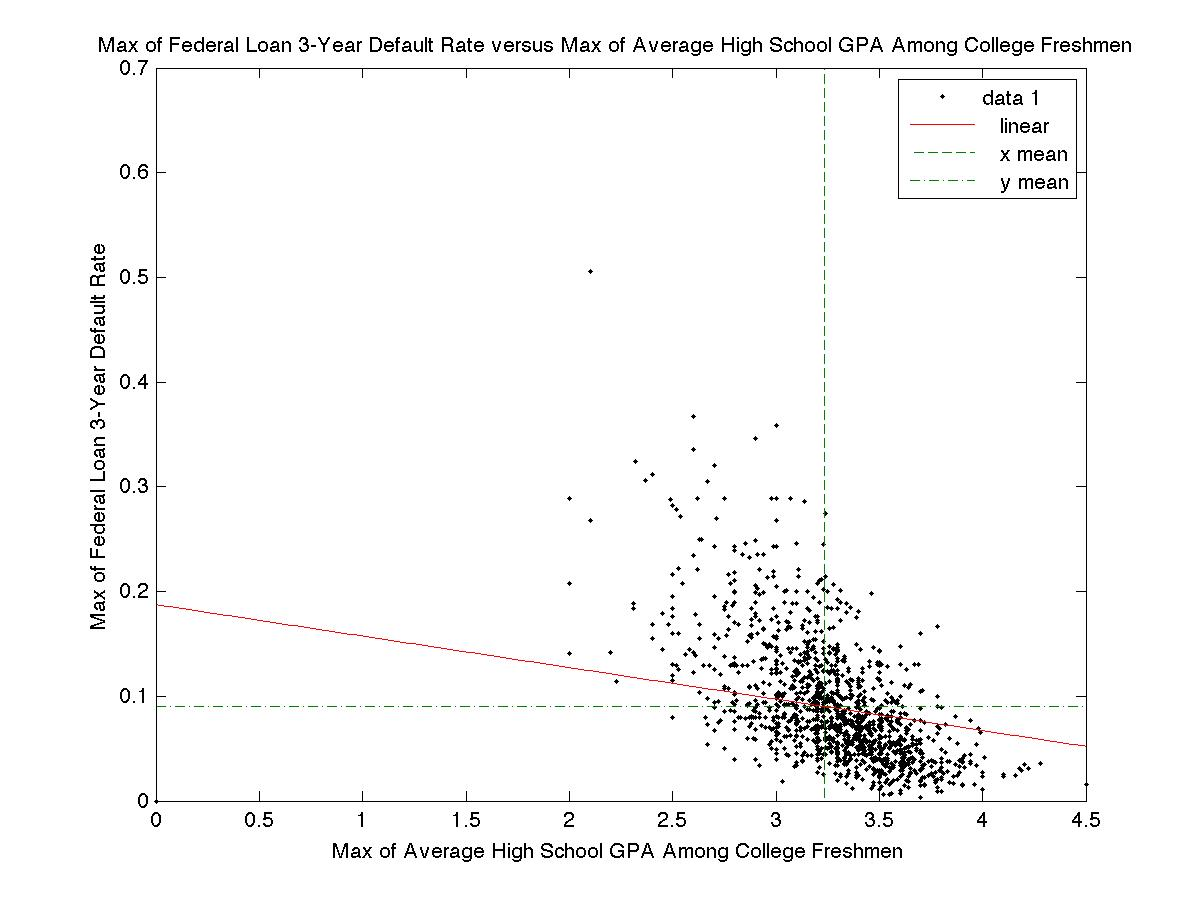 Max of Federal Loan 3-Year Default Rate versus Max of Average High School GPA Among College Freshmen
0.7
0.6
0.5
0.4
0.3
0.2
0.1
0
Max of Federal Loan 3-Year Default Rate
data 1
linear
x mean
y mean
0 0.5 1 1.5 2 2.5 3 3.5 4 4.5
Max of Average High School GPA Among College Freshmen